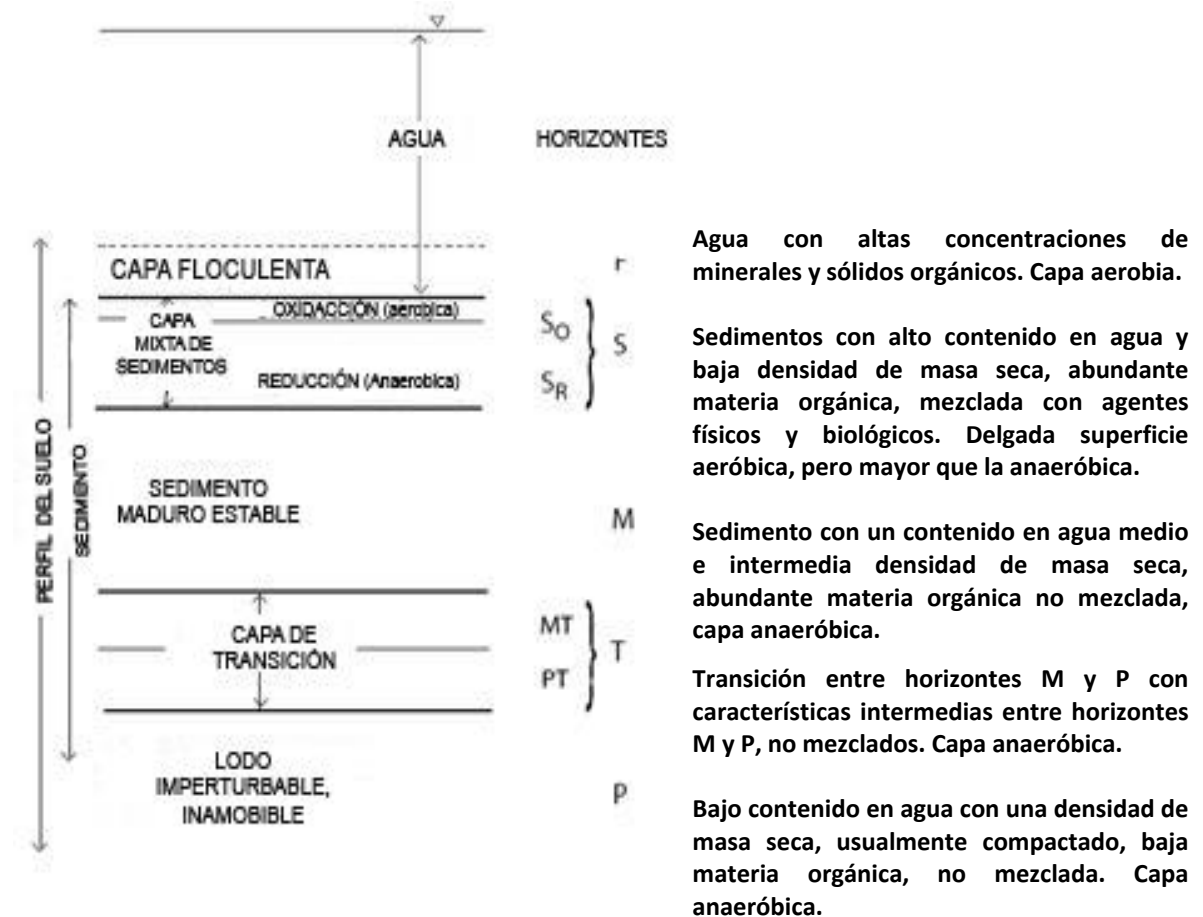 AGUA
HORIZONTES
CAPA FLOCULENTA
OXIDACCIÓN (aerobica)
CAPA
MIXTA DE
SEDIMENTOS
REDUCCIÓN (Anaerobica)
SO
SR
S
PERFIL DEL SUELO
SEDIMENTO
SEDIMENTO
MADURO ESTABLE
M
CAPA DE
TRANSICIÓN
MT
PT
T
LODO
IMPERTURBABLE,
INAMOBIBLE
P
Agua con altas concentraciones de
minerales y sólidos orgánicos. Capa aerobia.
Sedimentos con alto contenido en agua y
baja densidad de masa seca, abundante
materia orgánica, mezclada con agentes
físicos y biológicos. Delgada superficie
aeróbica, pero mayor que la anaeróbica.
Sedimento con un contenido en agua medio
e intermedia densidad de masa seca,
abundante materia orgánica no mezclada,
capa anaeróbica.
Transición entre horizontes M y P con
características intermedias entre horizontes
M y P, no mezclados. Capa anaeróbica.
Bajo contenido en agua con una densidad de
masa seca, usualmente compactado, baja
materia orgánica, no mezclada. Capa
anaeróbica.